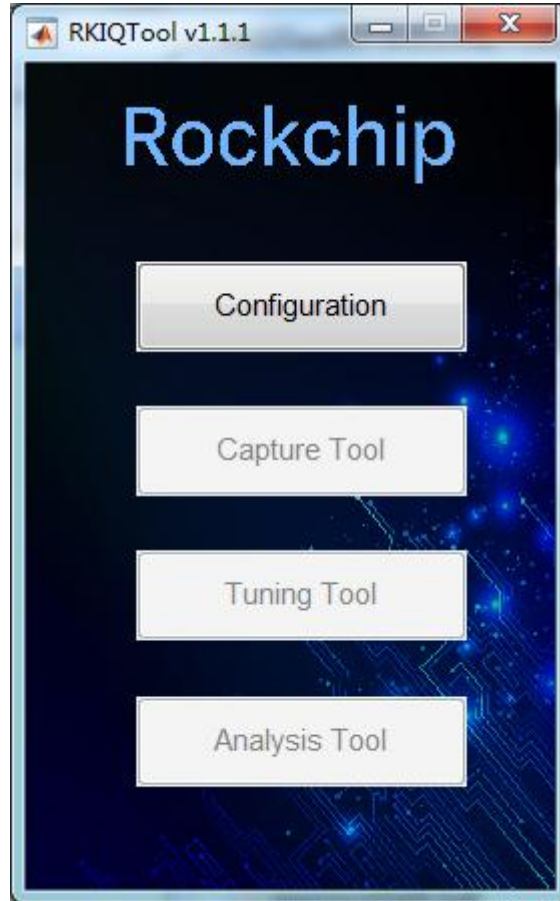 RKIQTool v1.1.1
Rockchip
Configuration
Capture Tool
Tuning Tool
Analysis Tool